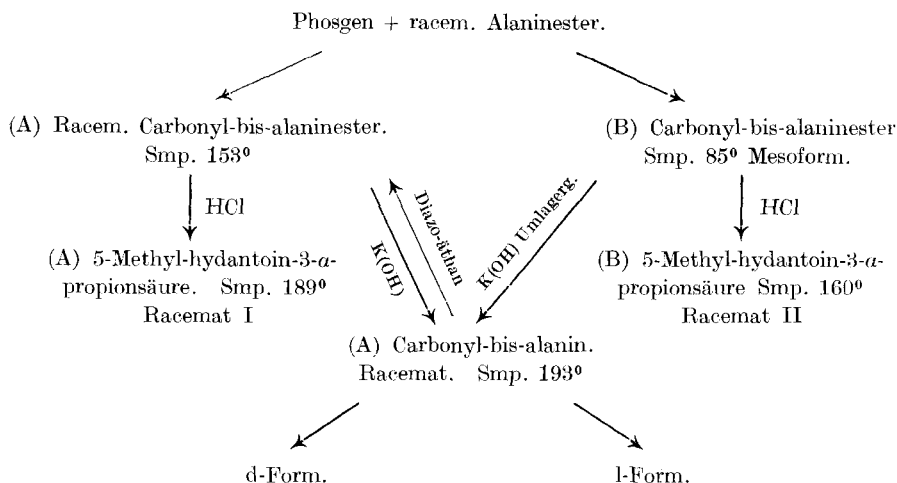 Phosgen + racem. Alaninester.
(A) Racem. Carbonyl-bis-alaninester.
Smp. 153⁰
(B) Carbonyl-bis-alaninester
Smp. 85⁰ Mesoform.
HCl
K(OH)
Diazo-äthan
K(OH) Umlagerg.
HCl
(A) 5-Methyl-hydantoin-3-α-
propionsäure. Smp. 189⁰
Racemat I
(B) 5-Methyl-hydantoin-3-α-
propionsäure Smp. 160⁰
Racemat II
(A) Carbonyl-bis-alanin.
Racemat. Smp. 193⁰
d-Form.
l-Form.